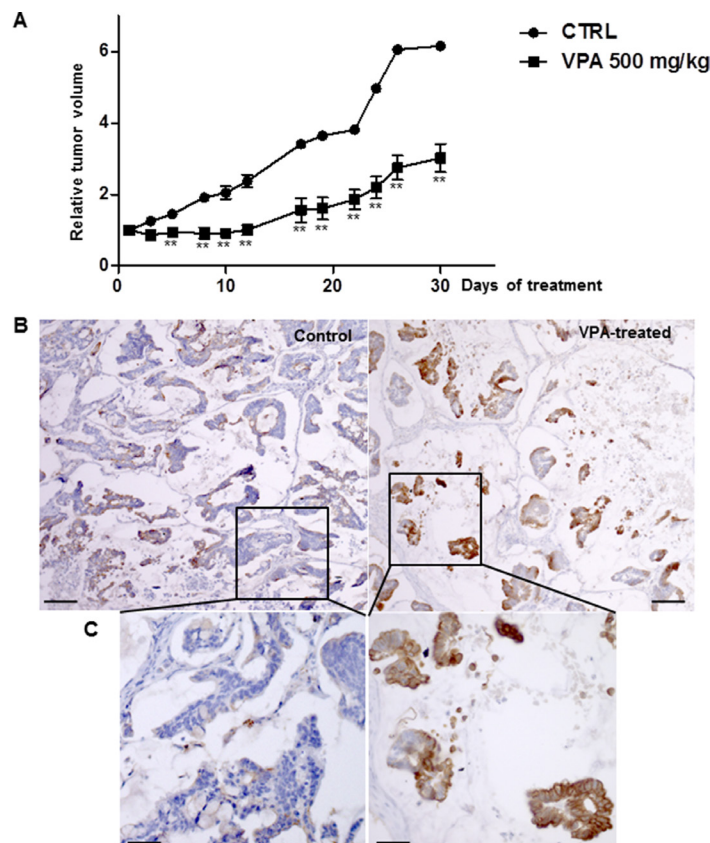 A
Relative tumor volume
6
4
2
0
0 10 20 30 Days of treatment
** ** ** ** ** ** ** ** ** **
CTRL
VPA 500 mg/kg
B
Control
VPA-treated
C